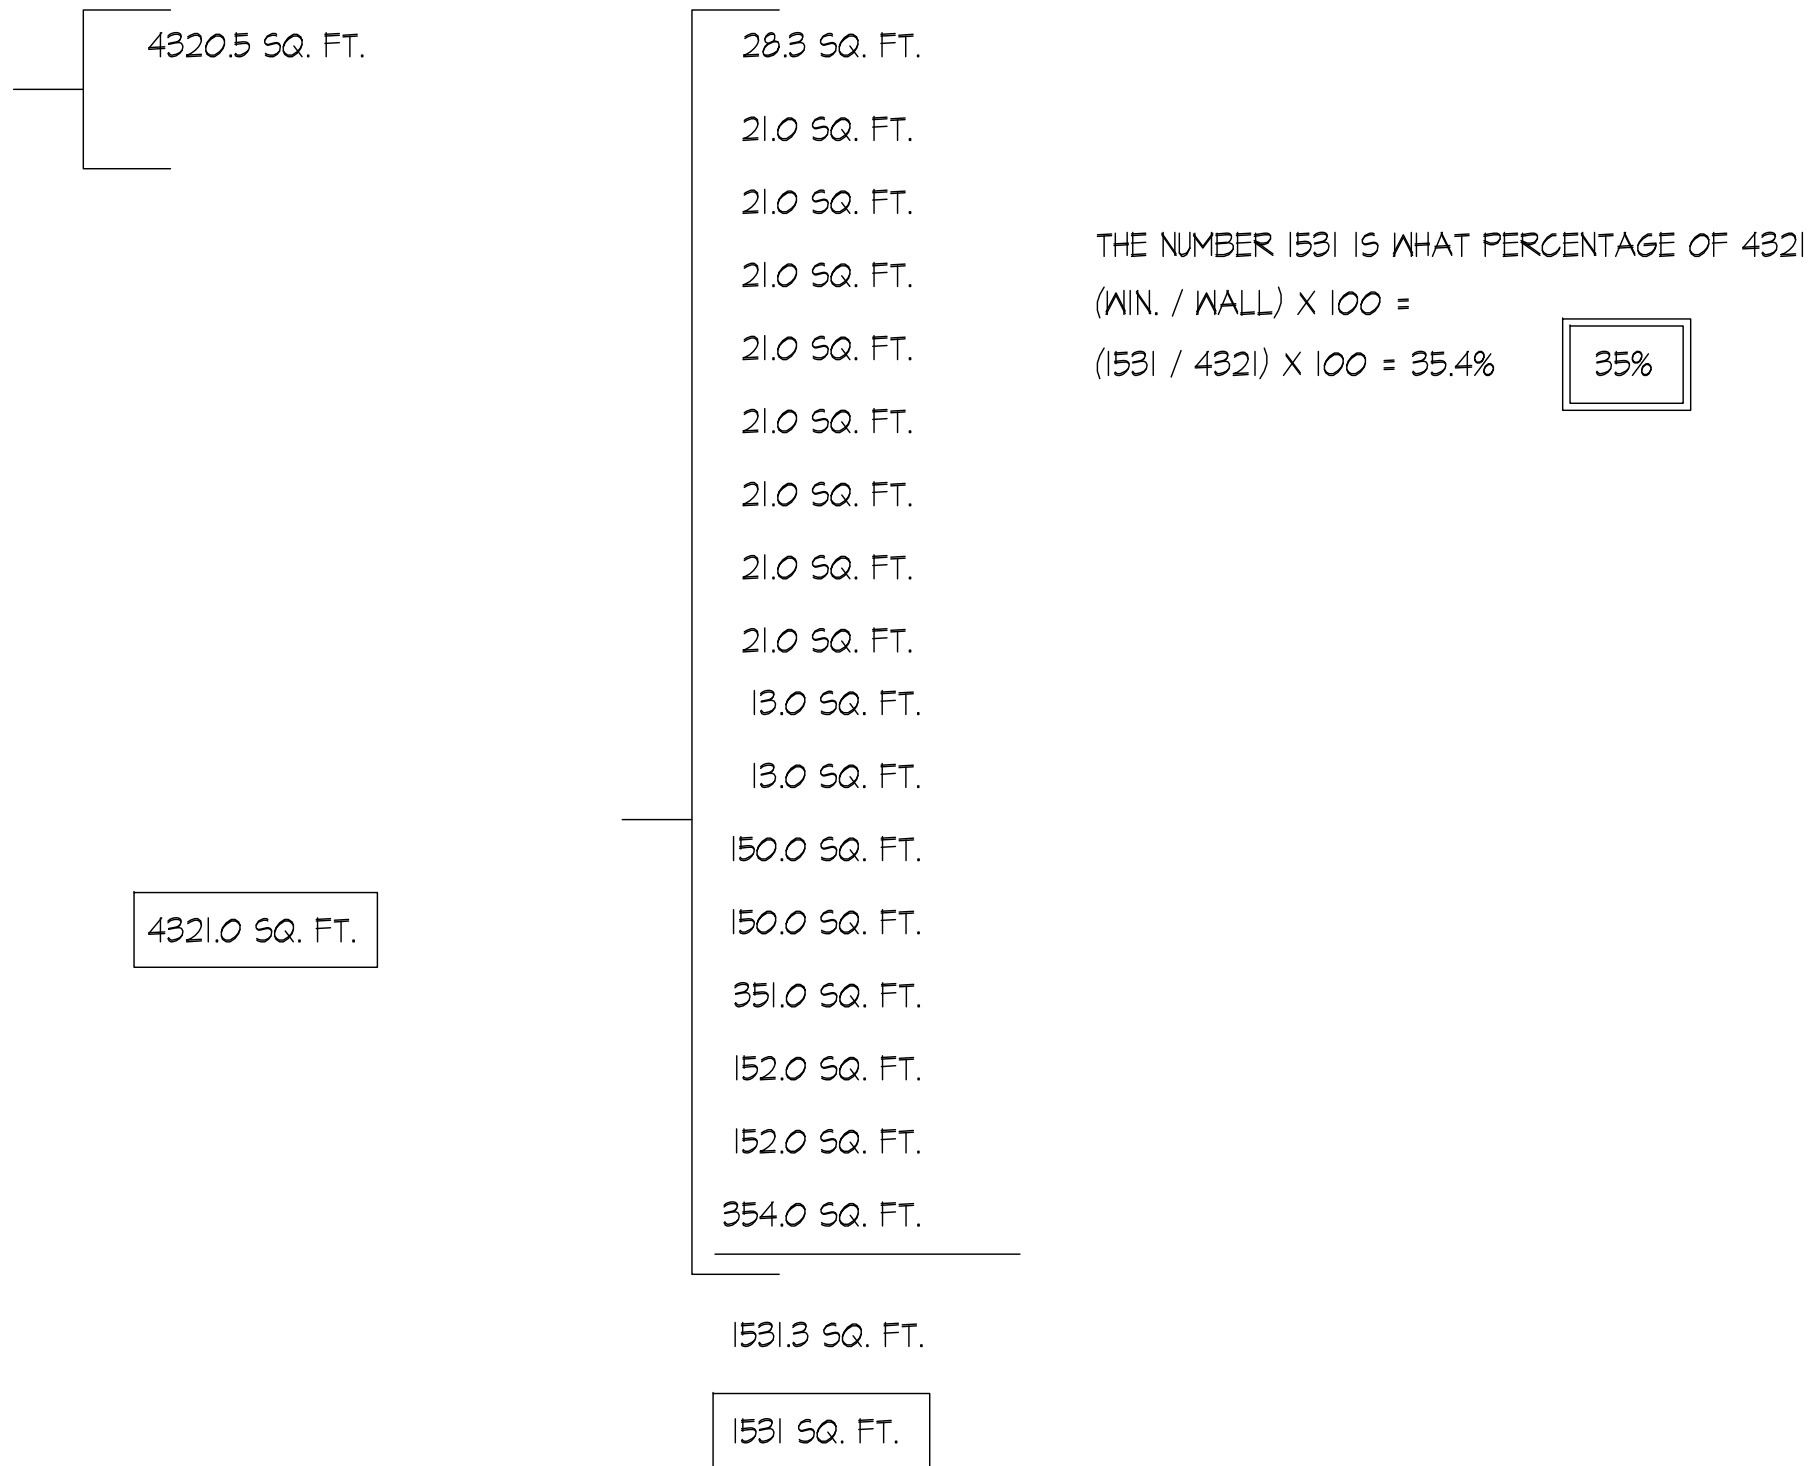 4320.5 SQ. FT.
4321.0 SQ. FT.
28.3 SQ. FT.
21.0 SQ. FT.
21.0 SQ. FT.
21.0 SQ. FT.
21.0 SQ. FT.
21.0 SQ. FT.
21.0 SQ. FT.
21.0 SQ. FT.
21.0 SQ. FT.
13.0 SQ. FT.
13.0 SQ. FT.
150.0 SQ. FT.
150.0 SQ. FT.
351.0 SQ. FT.
152.0 SQ. FT.
152.0 SQ. FT.
354.0 SQ. FT.
1531.3 SQ. FT.
1531 SQ. FT.
THE NUMBER 1531 IS WHAT PERCENTAGE OF 4321
(WIN. / WALL) X 100 =
(1531 / 4321) X 100 = 35.4%
35%